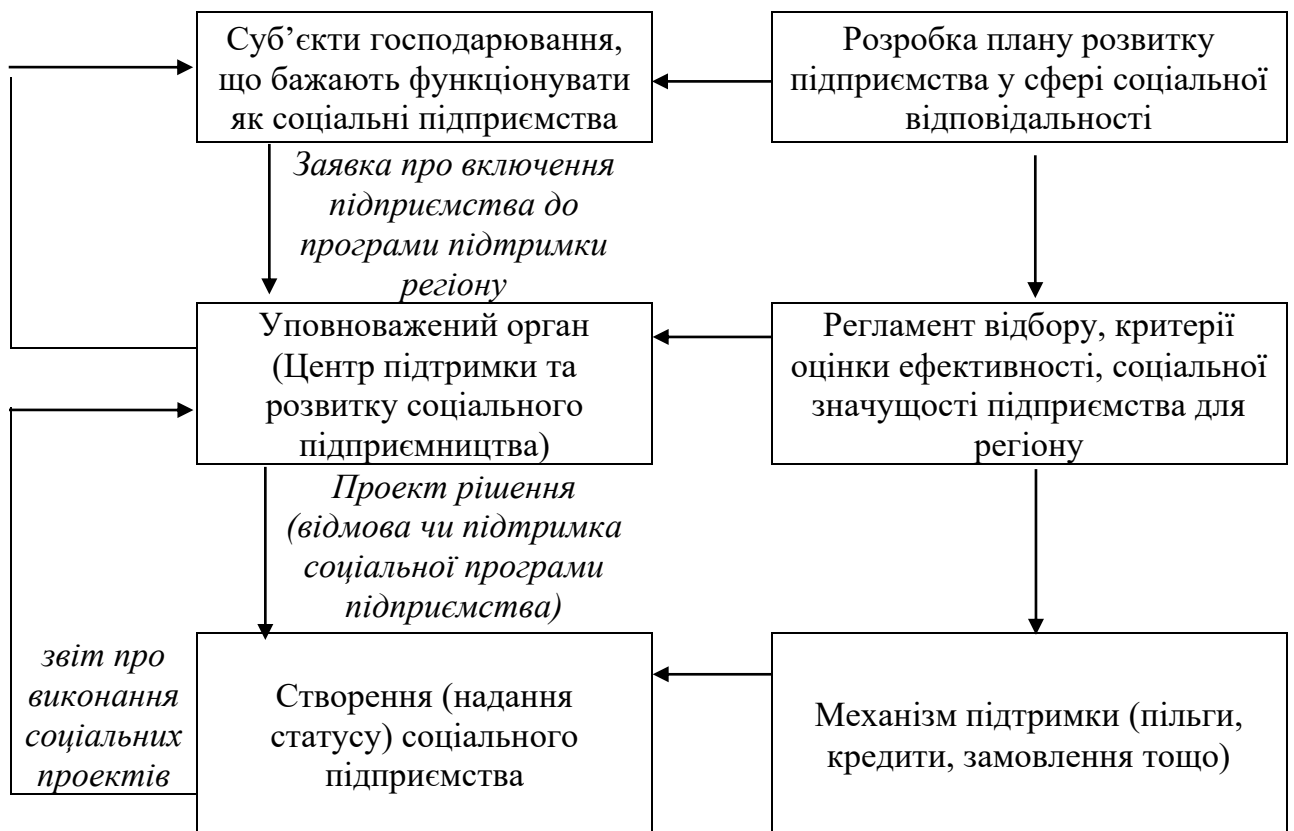 Суб’єкти господарювання,
що бажають функціонувати
як соціальні підприємства
Розробка плану розвитку
підприємства у сфері соціальної
відповідальності
Заявка про включення
підприємства до
програми підтримки
регіону
Уповноважений орган
(Центр підтримки та
розвитку соціального
підприємництва)
Регламент відбору, критерії
оцінки ефективності, соціальної
значущості підприємства для
регіону
Проект рішення
(відмова чи підтримка
соціальної програми
підприємства)
звіт про
виконання
соціальних
проектів
Створення (надання
статусу) соціального
підприємства
Механізм підтримки (пільги,
кредити, замовлення тощо)